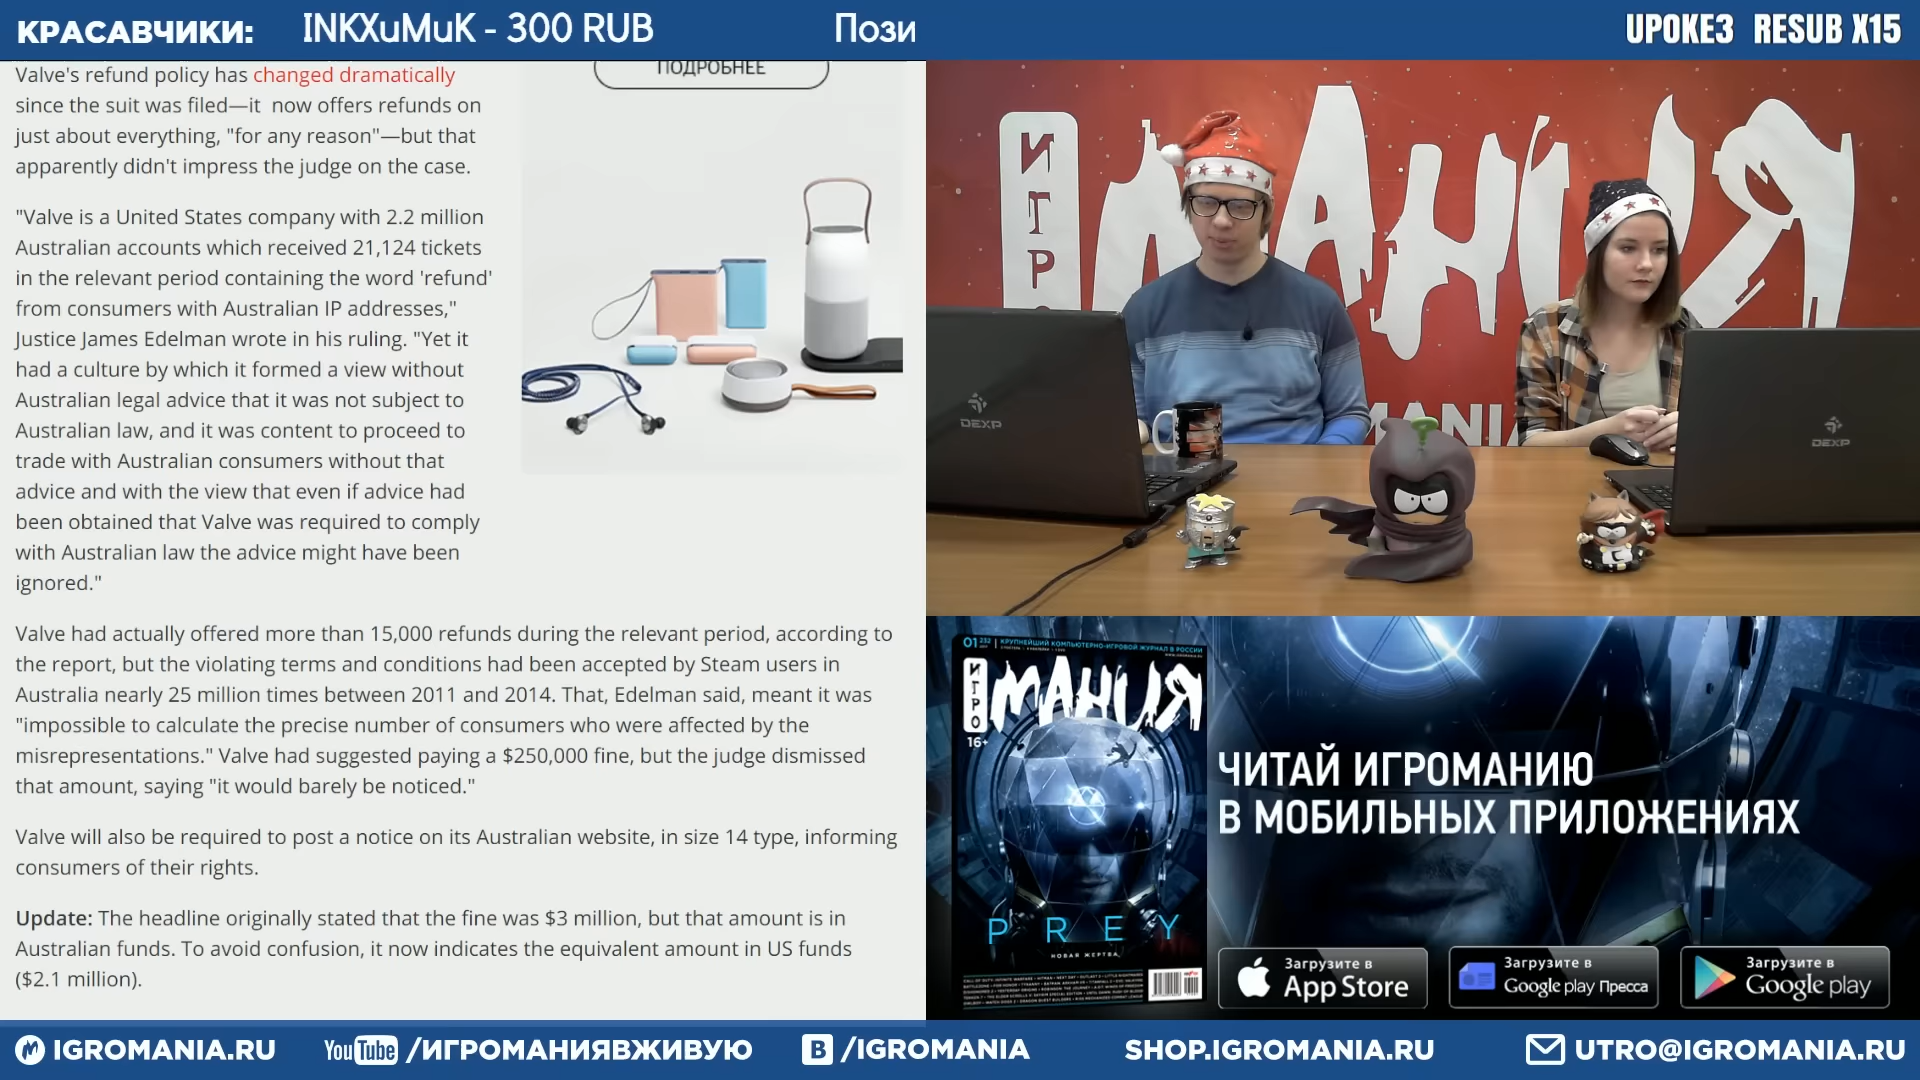 КРАСАВЧИКИ:
INKXuMuK - 300 RUB
Пози
UPOKE3 RESUB X15
Valve's refund policy has changed dramatically
since the suit was filed—it now offers refunds on
just about everything, "for any reason"—but that
apparently didn't impress the judge on the case.
"Valve is a United States company with 2.2 million
Australian accounts which received 21,124 tickets
in the relevant period containing the word 'refund'
from consumers with Australian IP addresses,"
Justice James Edelman wrote in his ruling. "Yet it
had a culture by which it formed a view without
Australian legal advice that it was not subject to
Australian law, and it was content to proceed to
trade with Australian consumers without that
advice and with the view that even if advice had
been obtained that Valve was required to comply
with Australian law the advice might have been
ignored."
Valve had actually offered more than 15,000 refunds during the relevant period, according to
the report, but the violating terms and conditions had been accepted by Steam users in
Australia nearly 25 million times between 2011 and 2014. That, Edelman said, meant it was
"impossible to calculate the precise number of consumers who were affected by the
misrepresentations." Valve had suggested paying a $250,000 fine, but the judge dismissed
that amount, saying "it would barely be noticed."
Valve will also be required to post a notice on its Australian website, in size 14 type, informing
consumers of their rights.
Update: The headline originally stated that the fine was $3 million, but that amount is in
Australian funds. To avoid confusion, it now indicates the equivalent amount in US funds
($2.1 million).
ПОДРОБНЕЕ
ИГРО
МАНИЯ
MANIA
DEXP
DEXP
01 232
КРУПНЕЙШИЙ КОМПЬЮТЕРНО-ИГРОВОЙ ЖУРНАЛ В РОССИИ
ИГРО
МАНИЯ
16+
PREY
НОВАЯ ЖЕРТВА
ЧИТАЙ ИГРОМАНИЮ
В МОБИЛЬНЫХ ПРИЛОЖЕНИЯХ
Загрузите в
App Store
Загрузите в
Google play Пресса
Загрузите в
Google play
IGROMANIA.RU
YouTube /ИГРОМАНИЯВЖИВУЮ
B /IGROMANIA
SHOP.IGROMANIA.RU
UTRO@IGROMANIA.RU